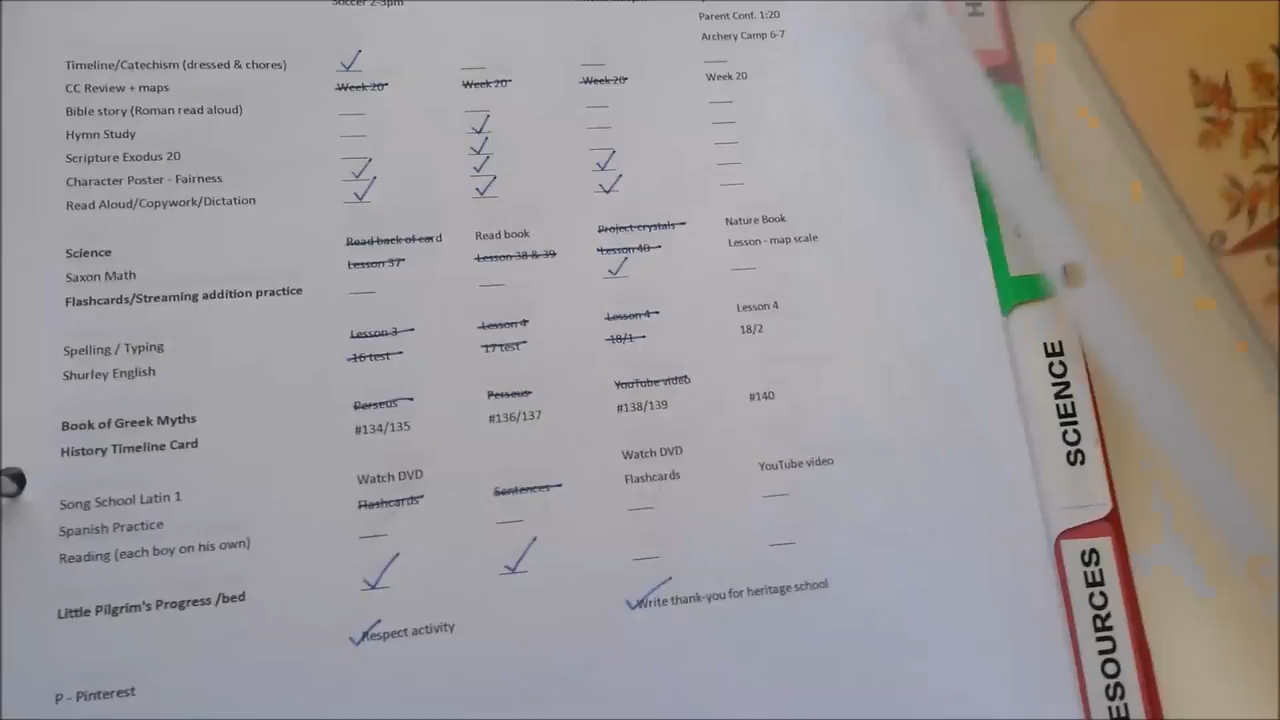 Soccer 2-3pm
Parent Conf. 1:20
Archery Camp 6-7
Timeline/Catechism (dressed & chores)
CC Review + maps Week 20 Week 20 Week 20 Week 20
Bible story (Roman read aloud)
Hymn Study
Scripture Exodus 20
Character Poster - Fairness
Read Aloud/Copywork/Dictation
Science Read back of card Read book Project crystals Nature Book
Saxon Math Lesson 37 Lesson 38 & 39 Lesson 40 Lesson - map scale
Flashcards/Streaming addition practice
Spelling / Typing Lesson 3 Lesson 4 Lesson 4 Lesson 4
Shurley English 16 test 17 test 18/1 18/2
Book of Greek Myths Perseus Perseus YouTube video
History Timeline Card #134/135 #136/137 #138/139 #140
Song School Latin 1 Watch DVD Watch DVD
Spanish Practice Flashcards Sentences Flashcards YouTube video
Reading (each boy on his own)
Little Pilgrim's Progress /bed
Respect activity Write thank-you for heritage school
P - Pinterest
SCIENCE
ESOURCES
H